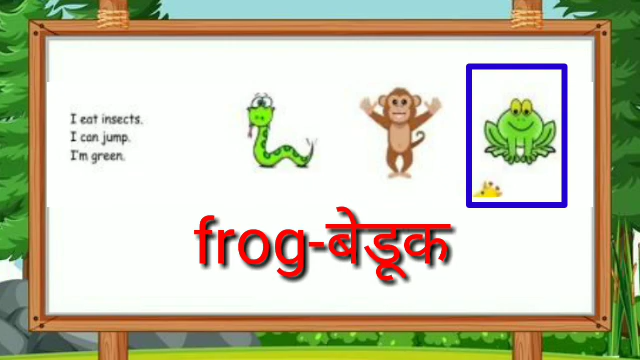 I eat insects.
I can jump.
I'm green.
frog-बेडूक